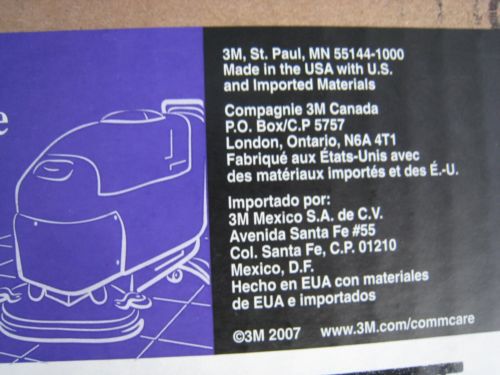 e
3M, St. Paul, MN 55144-1000
Made in the USA with U.S.
and Imported Materials
Compagnie 3M Canada
P.O. Box/C.P 5757
London, Ontario, N6A 4T1
Fabriqué aux États-Unis avec
des matériaux importés et des É.-U.
Importado por:
3M Mexico S.A. de C.V.
Avenida Santa Fe #55
Col. Santa Fe, C.P. 01210
Mexico, D.F.
Hecho en EUA con materiales
de EUA e importados
©3M 2007 www.3M.com/commcare